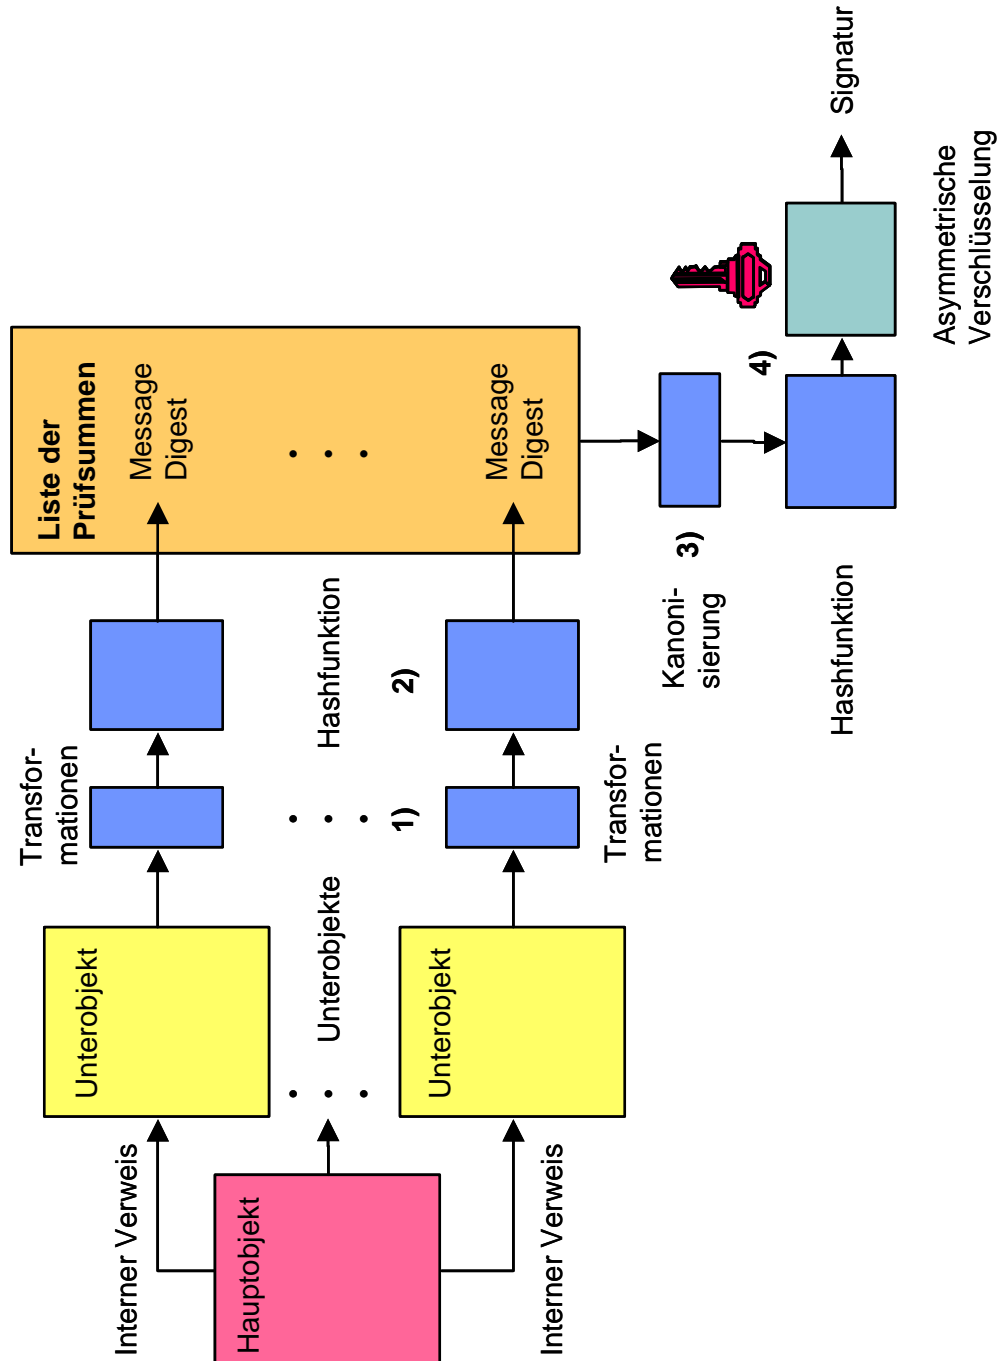 Liste der
Prüfsummen
Message
Digest
Message
Digest
Transfor-
mationen
Hashfunktion
Unterobjekt
Interner Verweis
Hauptobjekt
Unterobjekte
1)
2)
Unterobjekt
Interner Verweis
Transfor-
mationen
3)
Kanoni-
sierung
Hashfunktion
4)
Asymmetrische
Verschlüsselung
Signatur